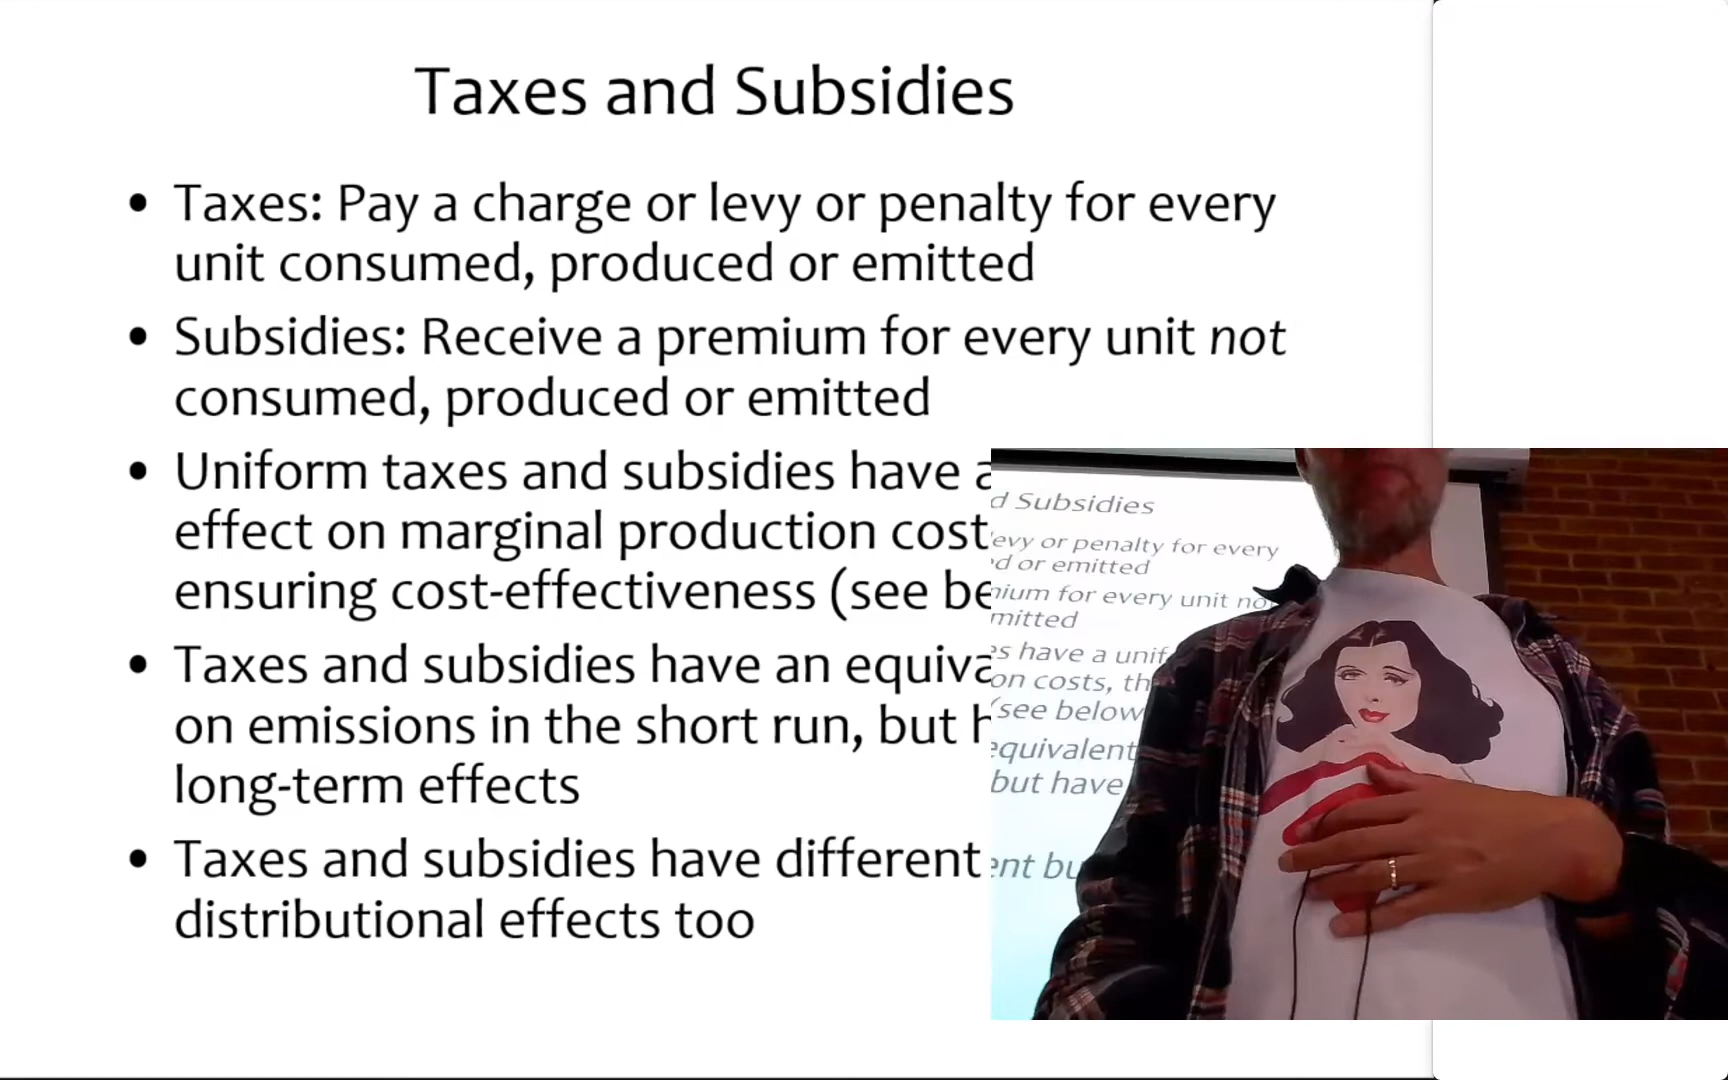 Taxes and Subsidies
• Taxes: Pay a charge or levy or penalty for every
unit consumed, produced or emitted
• Subsidies: Receive a premium for every unit not
consumed, produced or emitted
• Uniform taxes and subsidies have a
effect on marginal production cost
ensuring cost-effectiveness (see be
• Taxes and subsidies have an equiva
on emissions in the short run, but h
long-term effects
• Taxes and subsidies have different
distributional effects too
d Subsidies
levy or penalty for every
ed or emitted
mium for every unit no
mitted
es have a unif
on costs, th
(see below
equivalent
but have
ent bu